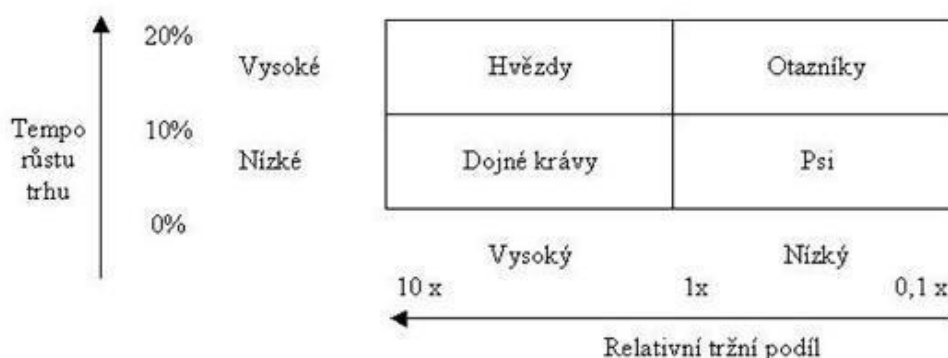 20%
Vysoké
Hvězdy
Otazníky
Tempo
růstu
trhu
10%
Nízké
Dojné krávy
Psi
0%
Vysoký
Nízký
10 x
1x
0,1 x
Relativní tržní podíl